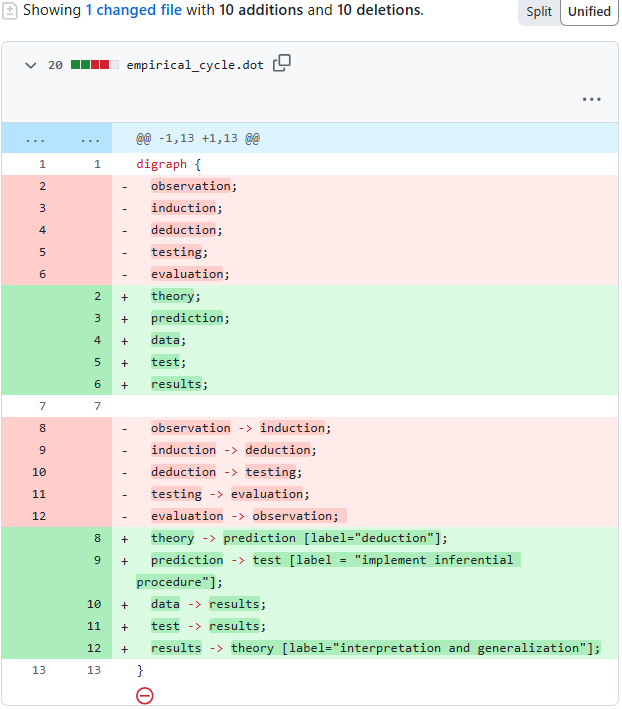 Showing 1 changed file with 10 additions and 10 deletions.
Split Unified
20 empirical_cycle.dot
...
... ... @@ -1,13 +1,13 @@
1 1 digraph {
2 - observation;
3 - induction;
4 - deduction;
5 - testing;
6 - evaluation;
2 + theory;
3 + prediction;
4 + data;
5 + test;
6 + results;
7 7
8 - observation -> induction;
9 - induction -> deduction;
10 - deduction -> testing;
11 - testing -> evaluation;
12 - evaluation -> observation;
8 + theory -> prediction [label="deduction"];
9 + prediction -> test [label = "implement inferential
procedure"];
10 + data -> results;
11 + test -> results;
12 + results -> theory [label="interpretation and generalization"];
13 13 }